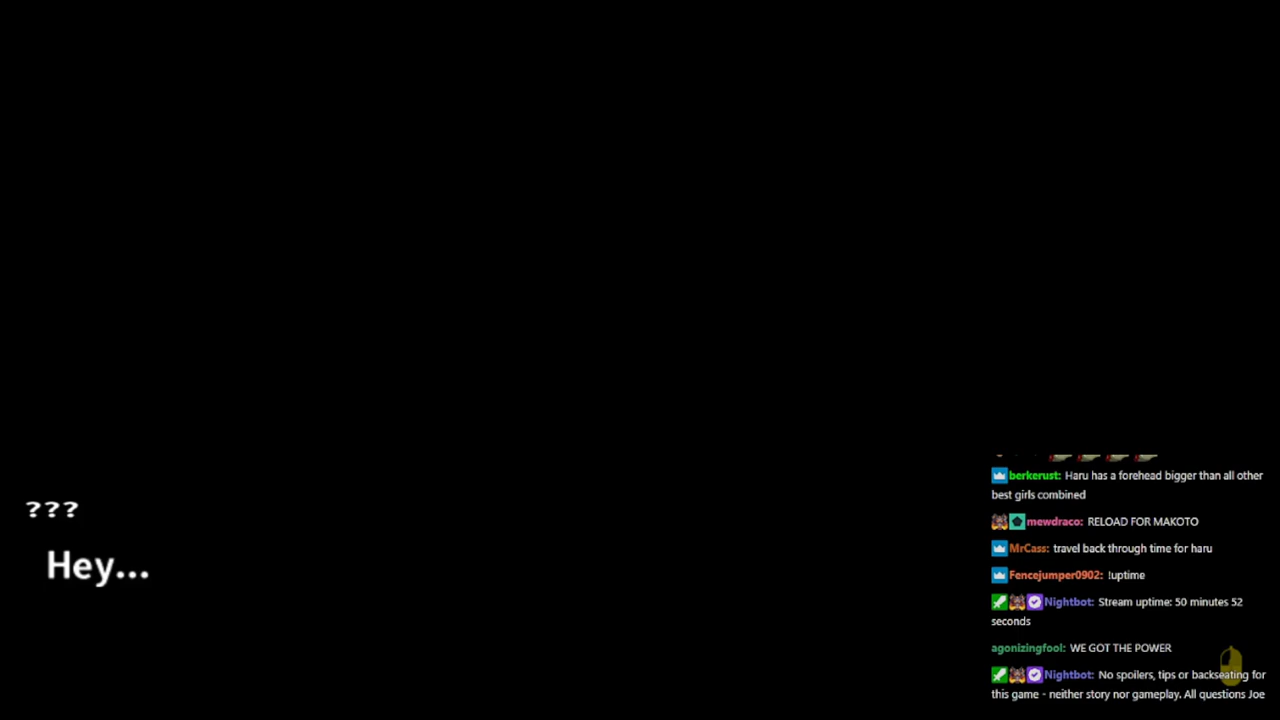 ???
Hey...
berkerust: Haru has a forehead bigger than all other
best girls combined
mewdraco: RELOAD FOR MAKOTO
MrCass: travel back through time for haru
Fencejumper0902: !uptime
Nightbot: Stream uptime: 50 minutes 52
seconds
agonizingfool: WE GOT THE POWER
Nightbot: No spoilers, tips or backseating for
this game - neither story nor gameplay. All questions Joe